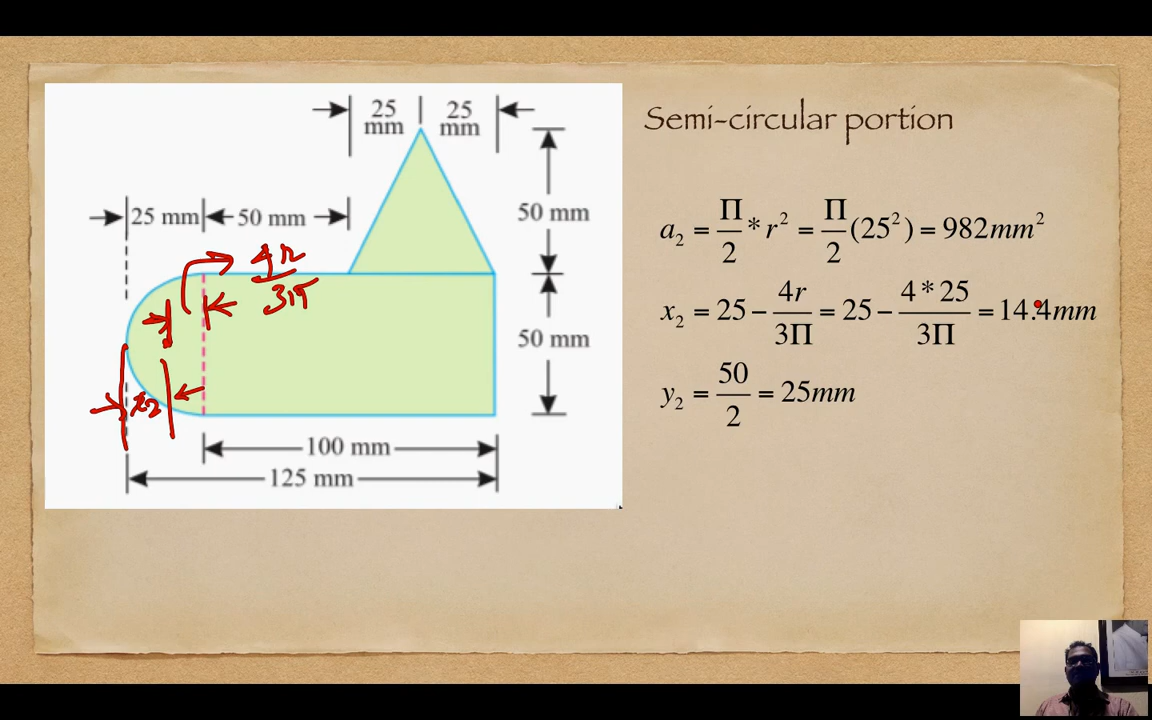 Semi-circular portion
25 mm 25 mm
50 mm
25 mm 50 mm
50 mm
100 mm
125 mm
4r/3π
x2
a₂ = Π/2 * r² = Π/2 (25²) = 982mm²
x₂ = 25 − 4r/3Π = 25 − 4 * 25/3Π = 14.4mm
y₂ = 50/2 = 25mm